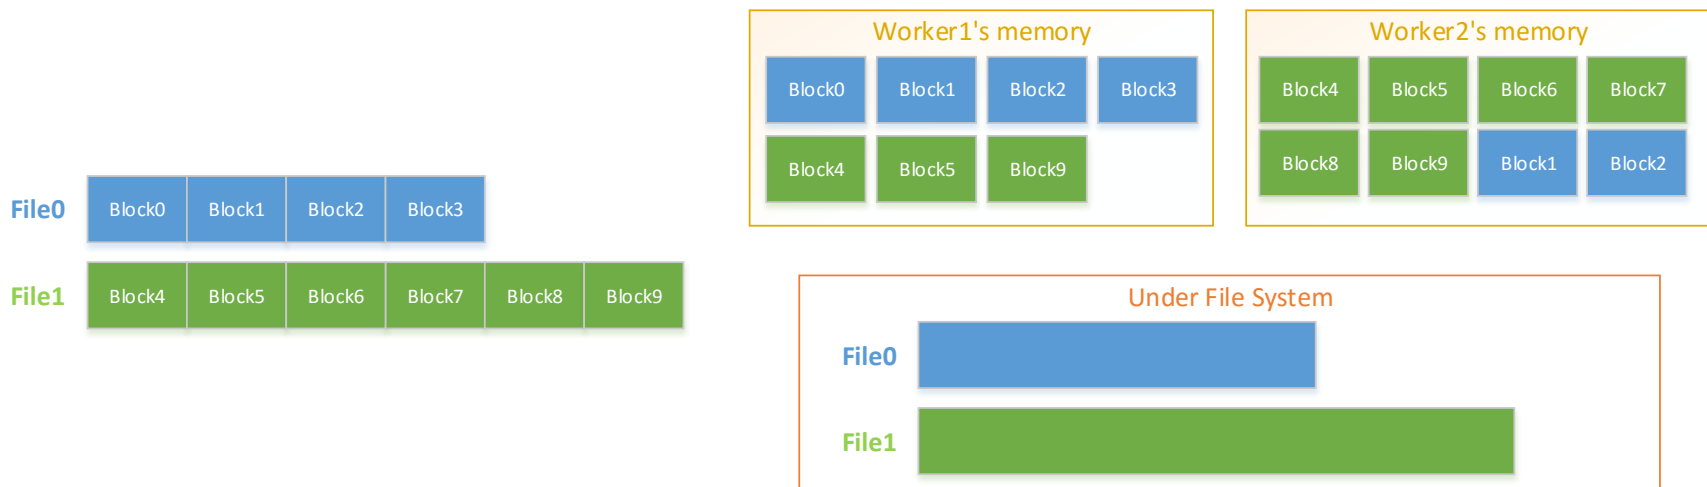 File0 Block0 Block1 Block2 Block3
File1 Block4 Block5 Block6 Block7 Block8 Block9
Worker1's memory
Block0 Block1 Block2 Block3
Block4 Block5 Block9
Worker2's memory
Block4 Block5 Block6 Block7
Block8 Block9 Block1 Block2
Under File System
File0
File1